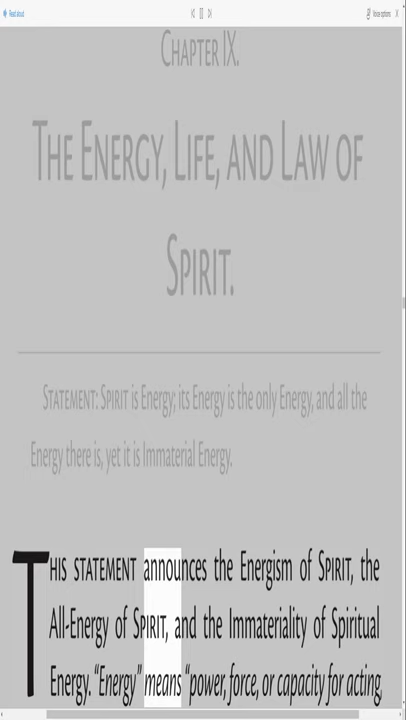 Read aloud
Voice options
CHAPTER IX.
THE ENERGY, LIFE, AND LAW OF
SPIRIT.
STATEMENT: SPIRIT is Energy; its Energy is the only Energy, and all the
Energy there is, yet it is Immaterial Energy.
THIS STATEMENT announces the Energism of SPIRIT, the
All-Energy of SPIRIT, and the Immateriality of Spiritual
Energy. “Energy” means “power, force, or capacity for acting,